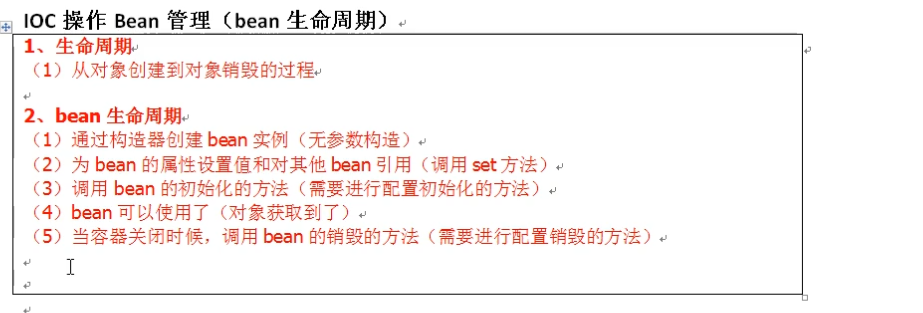 IOC 操作 Bean 管理（bean 生命周期）
1、生命周期
（1）从对象创建到对象销毁的过程
2、bean 生命周期
（1）通过构造器创建 bean 实例（无参数构造）
（2）为 bean 的属性设置值和对其他 bean 引用（调用 set 方法）
（3）调用 bean 的初始化的方法（需要进行配置初始化的方法）
（4）bean 可以使用了（对象获取到了）
（5）当容器关闭时候，调用 bean 的销毁的方法（需要进行配置销毁的方法）